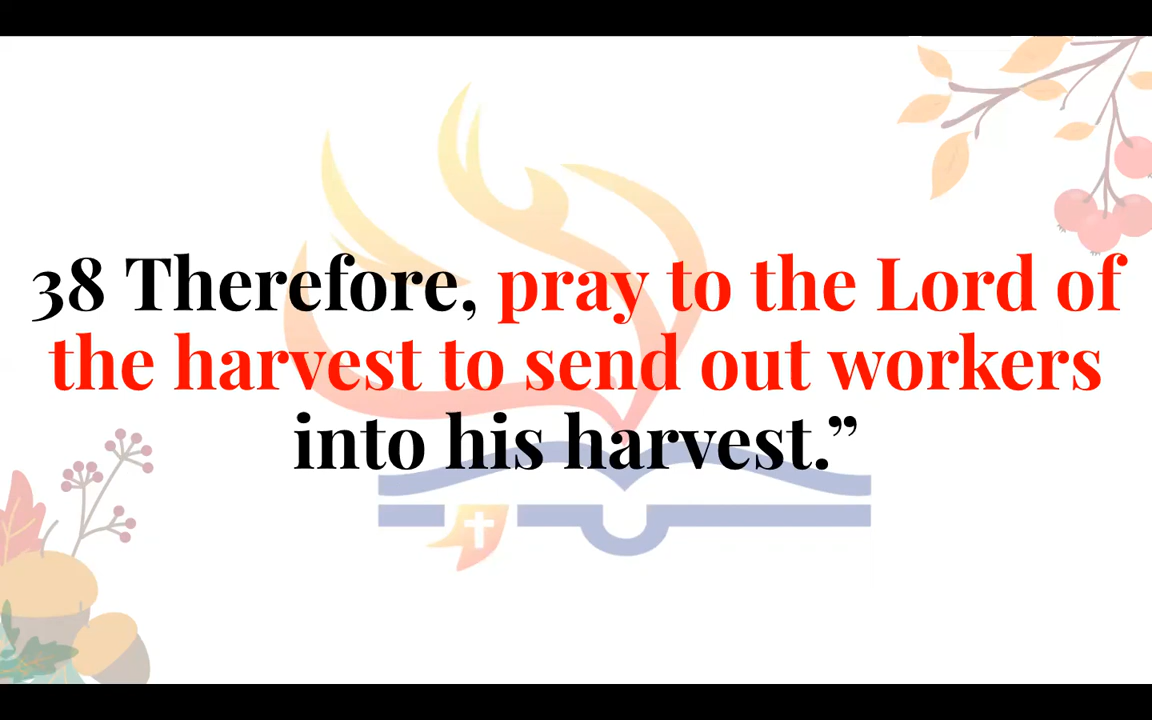 38 Therefore, pray to the Lord of
the harvest to send out workers
into his harvest.”